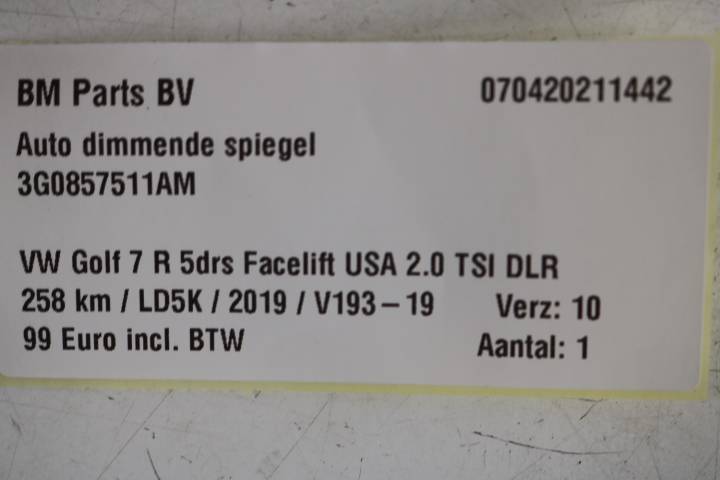 BM Parts BV 070420211442
Auto dimmende spiegel
3G0857511AM
VW Golf 7 R 5drs Facelift USA 2.0 TSI DLR
258 km / LD5K / 2019 / V193-19 Verz: 10
99 Euro incl. BTW Aantal: 1